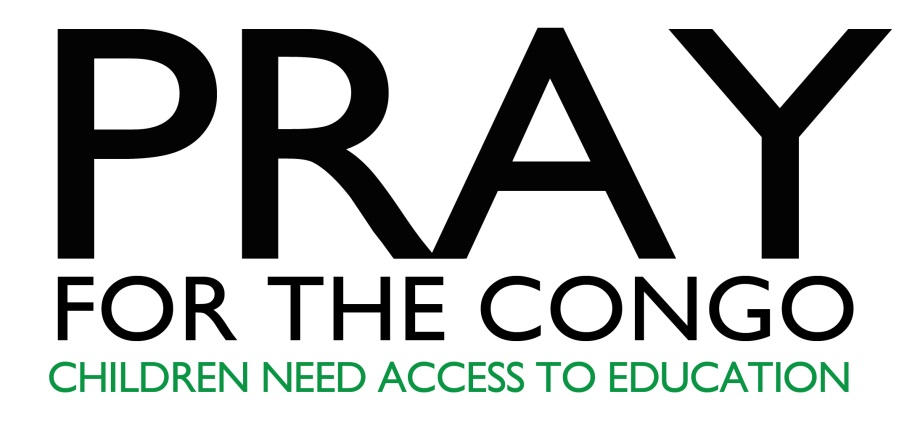 PRAY
FOR THE CONGO
CHILDREN NEED ACCESS TO EDUCATION